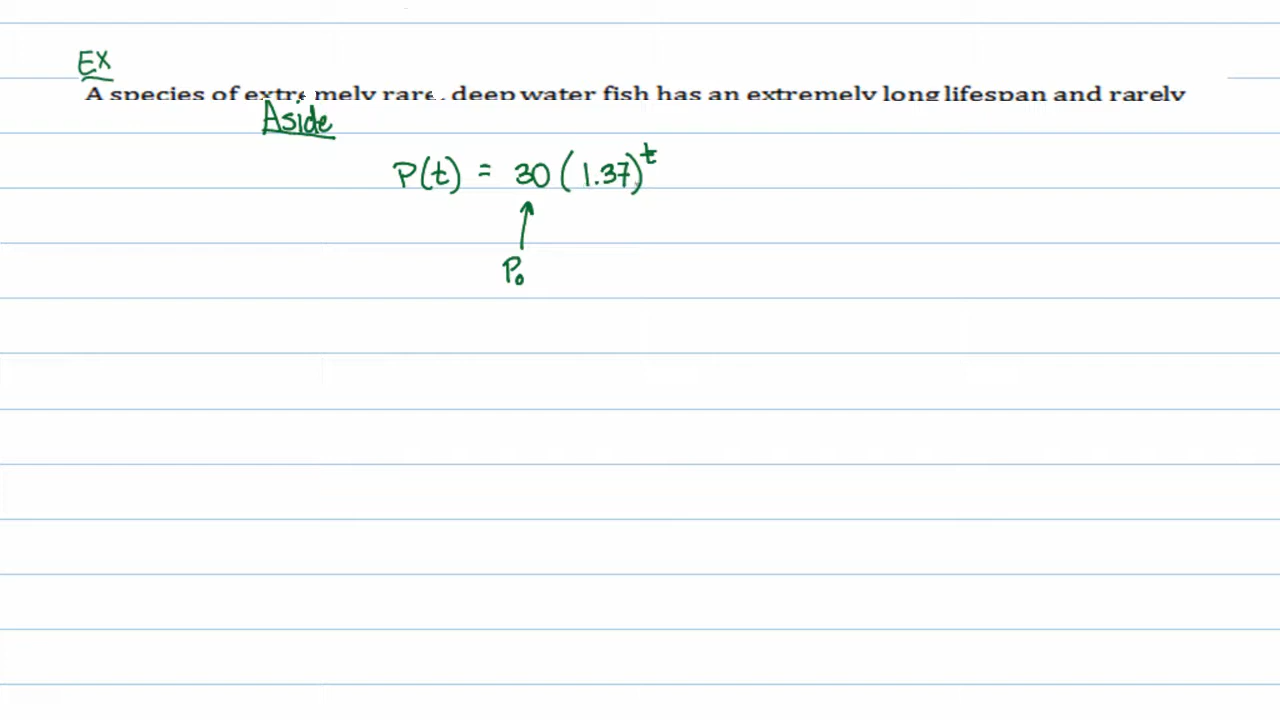 EX
A species of extremely rare, deep water fish has an extremely long lifespan and rarely
Aside
P(t) = 30 (1.37)^t
P₀